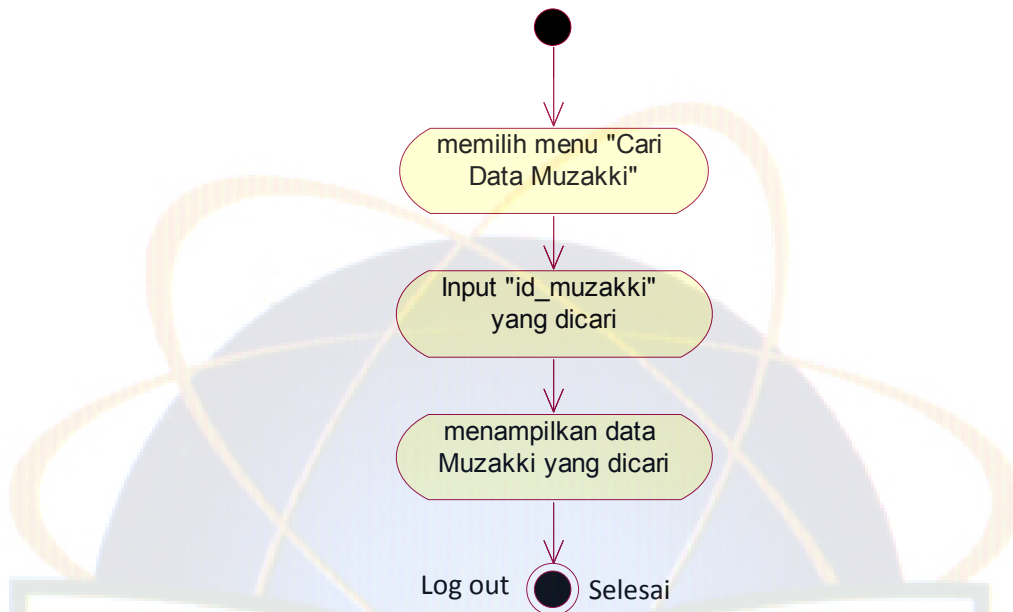 memilih menu "Cari
Data Muzakki"
Input "id_muzakki"
yang dicari
menampilkan data
Muzakki yang dicari
Log out
Selesai